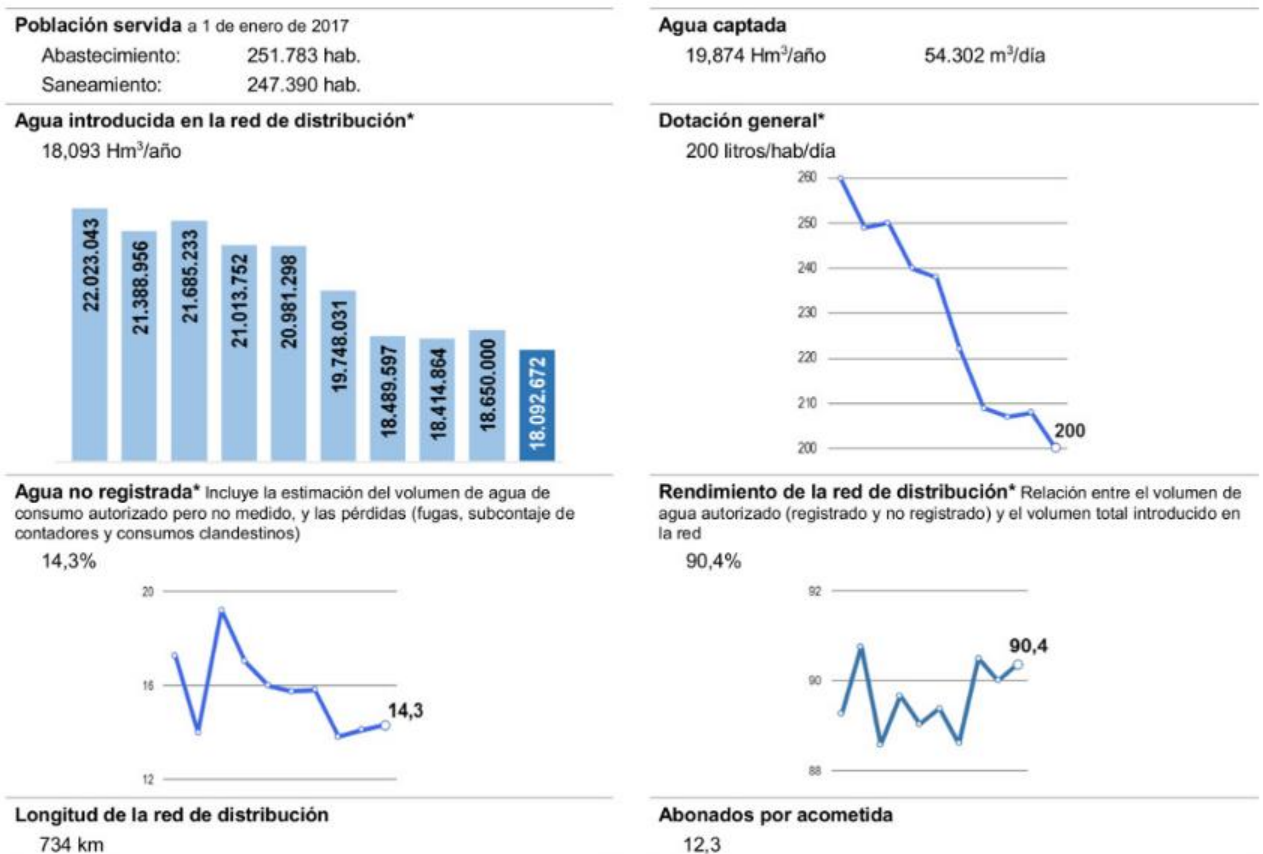 Población servida a 1 de enero de 2017
Abastecimiento: 251.783 hab.
Saneamiento: 247.390 hab.
Agua captada
19,874 Hm³/año 54.302 m³/día
Agua introducida en la red de distribución*
18,093 Hm³/año
22.023.043
21.388.956
21.685.233
21.013.752
20.981.298
19.748.031
18.489.597
18.414.864
18.650.000
18.092.672
Dotación general*
200 litros/hab/día
260
250
240
230
220
210
200
200
Agua no registrada* Incluye la estimación del volumen de agua de
consumo autorizado pero no medido, y las pérdidas (fugas, subcontaje de
contadores y consumos clandestinos)
14,3%
20
16
12
14,3
Rendimiento de la red de distribución* Relación entre el volumen de
agua autorizado (registrado y no registrado) y el volumen total introducido en
la red
90,4%
92
90
88
90,4
Longitud de la red de distribución
734 km
Abonados por acometida
12,3